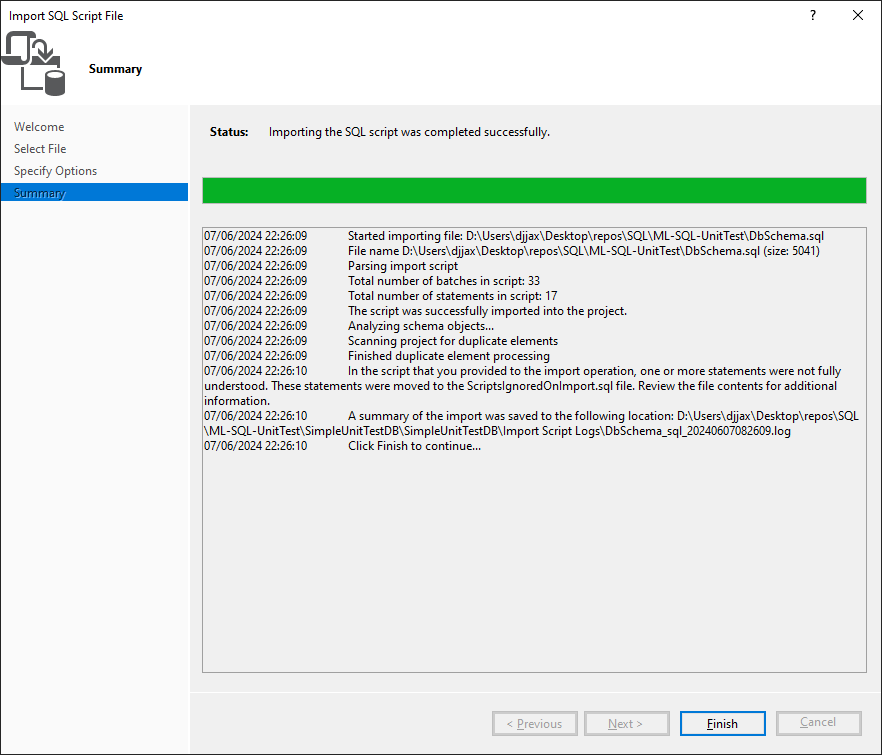 Import SQL Script File
?
Summary
Welcome
Select File
Specify Options
Summary
Status: Importing the SQL script was completed successfully.
07/06/2024 22:26:09 Started importing file: D:\Users\djjax\Desktop\repos\SQL\ML-SQL-UnitTest\DbSchema.sql
07/06/2024 22:26:09 File name D:\Users\djjax\Desktop\repos\SQL\ML-SQL-UnitTest\DbSchema.sql (size: 5041)
07/06/2024 22:26:09 Parsing import script
07/06/2024 22:26:09 Total number of batches in script: 33
07/06/2024 22:26:09 Total number of statements in script: 17
07/06/2024 22:26:09 The script was successfully imported into the project.
07/06/2024 22:26:09 Analyzing schema objects...
07/06/2024 22:26:09 Scanning project for duplicate elements
07/06/2024 22:26:09 Finished duplicate element processing
07/06/2024 22:26:10 In the script that you provided to the import operation, one or more statements were not fully
understood. These statements were moved to the ScriptsIgnoredOnImport.sql file. Review the file contents for additional
information.
07/06/2024 22:26:10 A summary of the import was saved to the following location: D:\Users\djjax\Desktop\repos\SQL
\ML-SQL-UnitTest\SimpleUnitTestDB\SimpleUnitTestDB\Import Script Logs\DbSchema_sql_20240607082609.log
07/06/2024 22:26:10 Click Finish to continue...
< Previous
Next >
Finish
Cancel